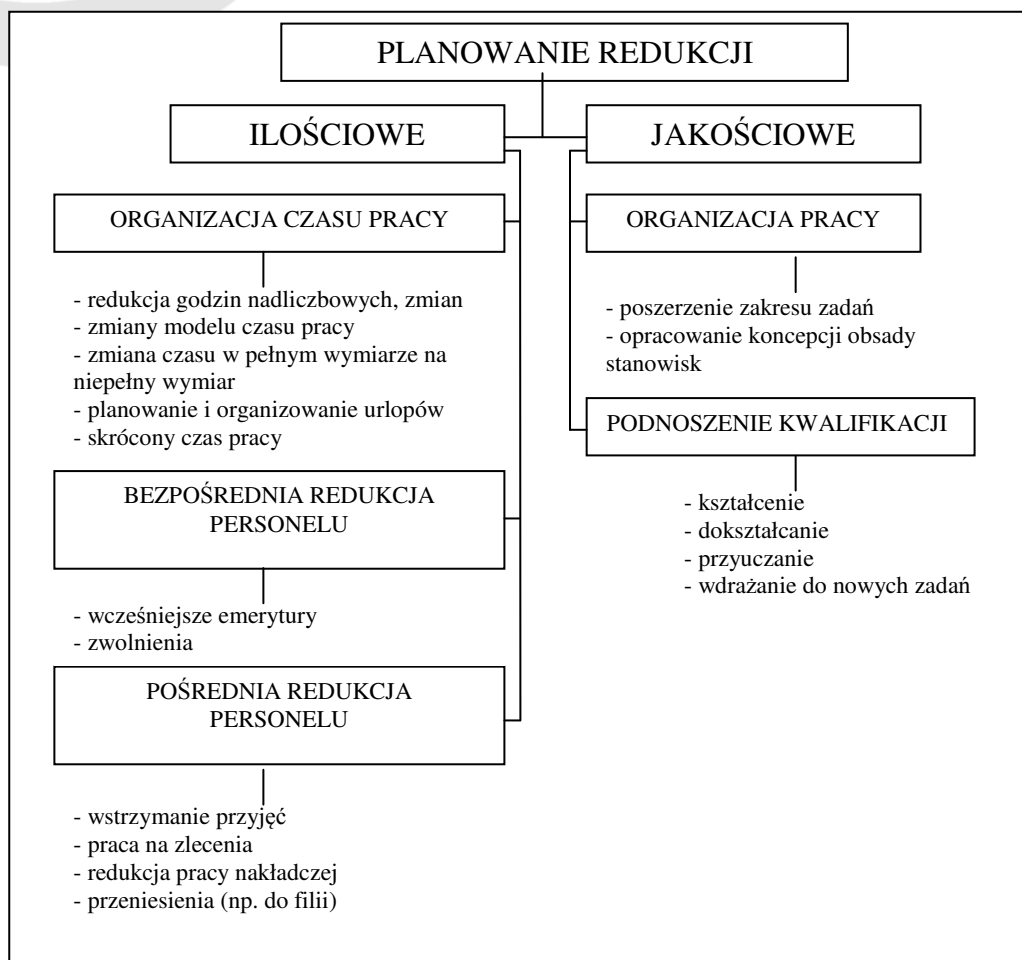 PLANOWANIE REDUKCJI
ILOŚCIOWE
ORGANIZACJA CZASU PRACY
- redukcja godzin nadliczbowych, zmian
- zmiany modelu czasu pracy
- zmiana czasu w pełnym wymiarze na
niepełny wymiar
- planowanie i organizowanie urlopów
- skrócony czas pracy
BEZPOŚREDNIA REDUKCJA
PERSONELU
- wcześniejsze emerytury
- zwolnienia
POŚREDNIA REDUKCJA
PERSONELU
- wstrzymanie przyjęć
- praca na zlecenia
- redukcja pracy nakładczej
- przeniesienia (np. do filii)
JAKOŚCIOWE
ORGANIZACJA PRACY
- poszerzenie zakresu zadań
- opracowanie koncepcji obsady
stanowisk
PODNOSZENIE KWALIFIKACJI
- kształcenie
- dokształcanie
- przyuczanie
- wdrażanie do nowych zadań